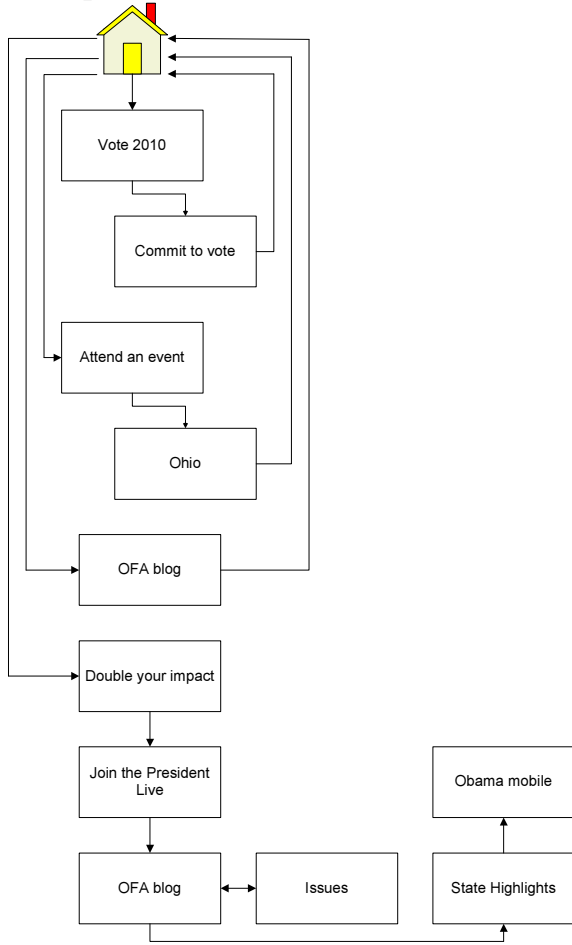 Vote 2010
Commit to vote
Attend an event
Ohio
OFA blog
Double your impact
Join the President
Live
Obama mobile
OFA blog
Issues
State Highlights